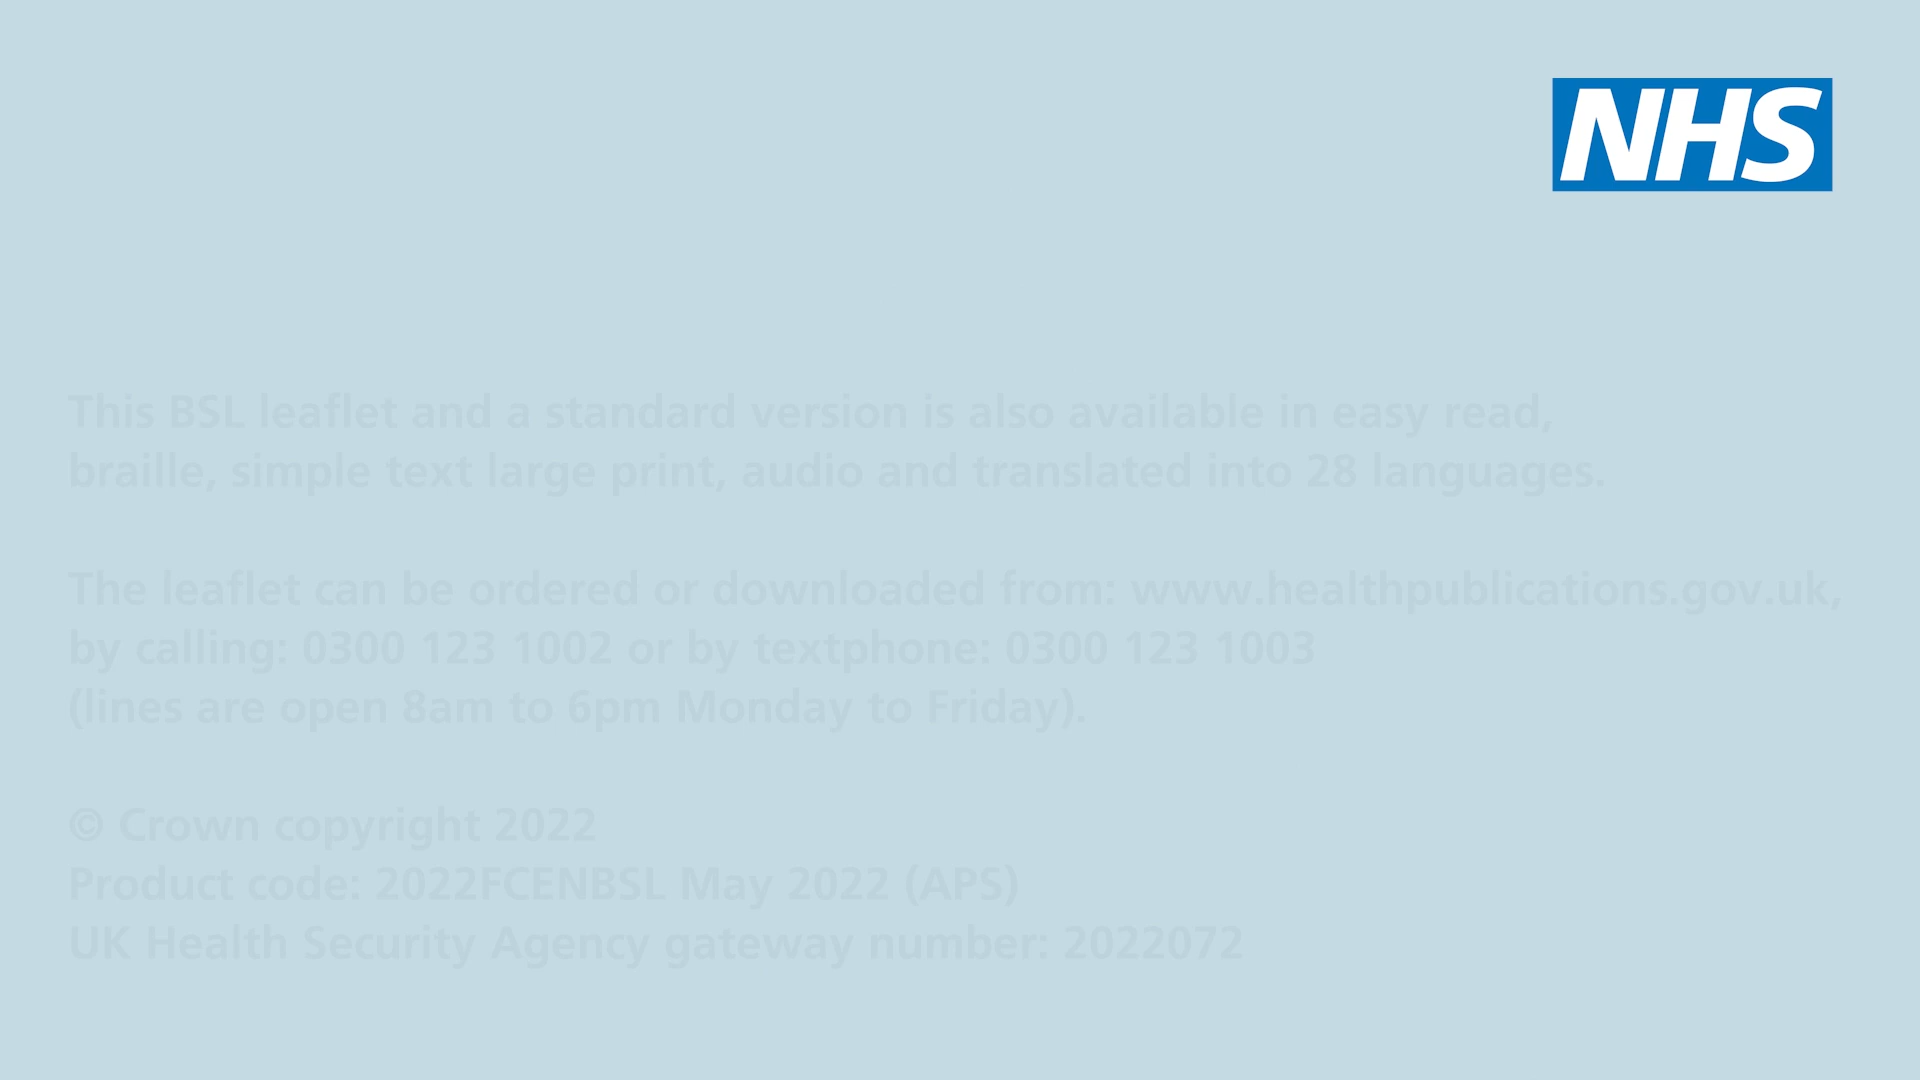 NHS
This BSL leaflet and a standard version is also available in easy read,
braille, simple text large print, audio and translated into 28 languages.
The leaflet can be ordered or downloaded from: www.healthpublications.gov.uk,
by calling: 0300 123 1002 or by textphone: 0300 123 1003
(lines are open 8am to 6pm Monday to Friday).
© Crown copyright 2022
Product code: 2022FCENBSL May 2022 (APS)
UK Health Security Agency gateway number: 2022072